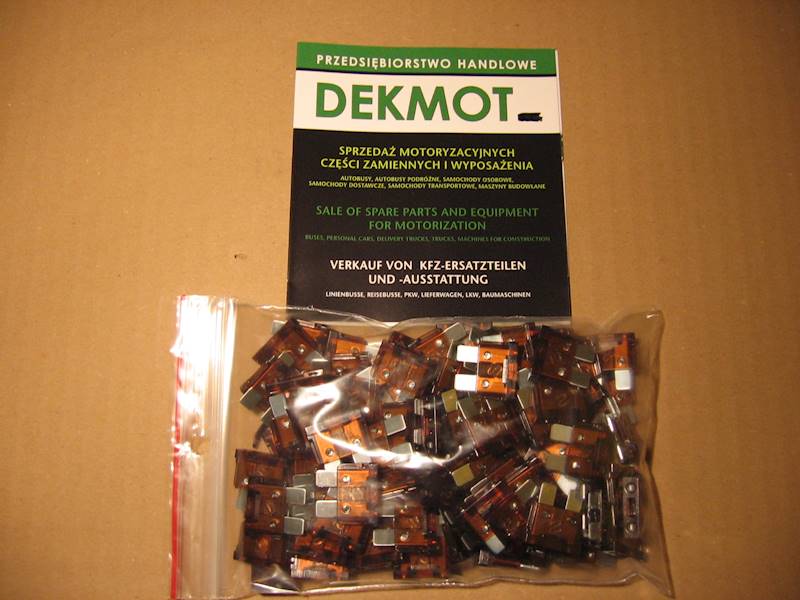 PRZEDSIĘBIORSTWO HANDLOWE
DEKMOT
SPRZEDAŻ MOTORYZACYJNYCH
CZĘŚCI ZAMIENNYCH I WYPOSAŻENIA
AUTOBUSY, AUTOBUSY PODRÓŻNE, SAMOCHODY OSOBOWE,
SAMOCHODY DOSTAWCZE, SAMOCHODY TRANSPORTOWE, MASZYNY BUDOWLANE
SALE OF SPARE PARTS AND EQUIPMENT
FOR MOTORIZATION
BUSES, PERSONAL CARS, DELIVERY TRUCKS, TRUCKS, MACHINES FOR CONSTRUCTION
VERKAUF VON KFZ-ERSATZTEILEN
UND -AUSSTATTUNG
LINIENBUSSE, REISEBUSSE, PKW, LIEFERWAGEN, LKW, BAUMASCHINEN